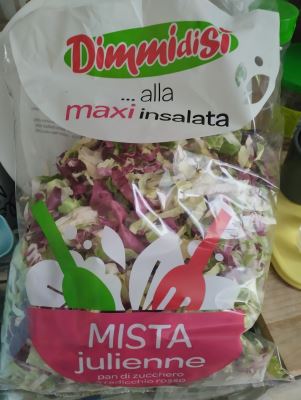 DimmidiSì
... alla
maxi insalata
MISTA
julienne
pan di zucchero
radicchio rosso